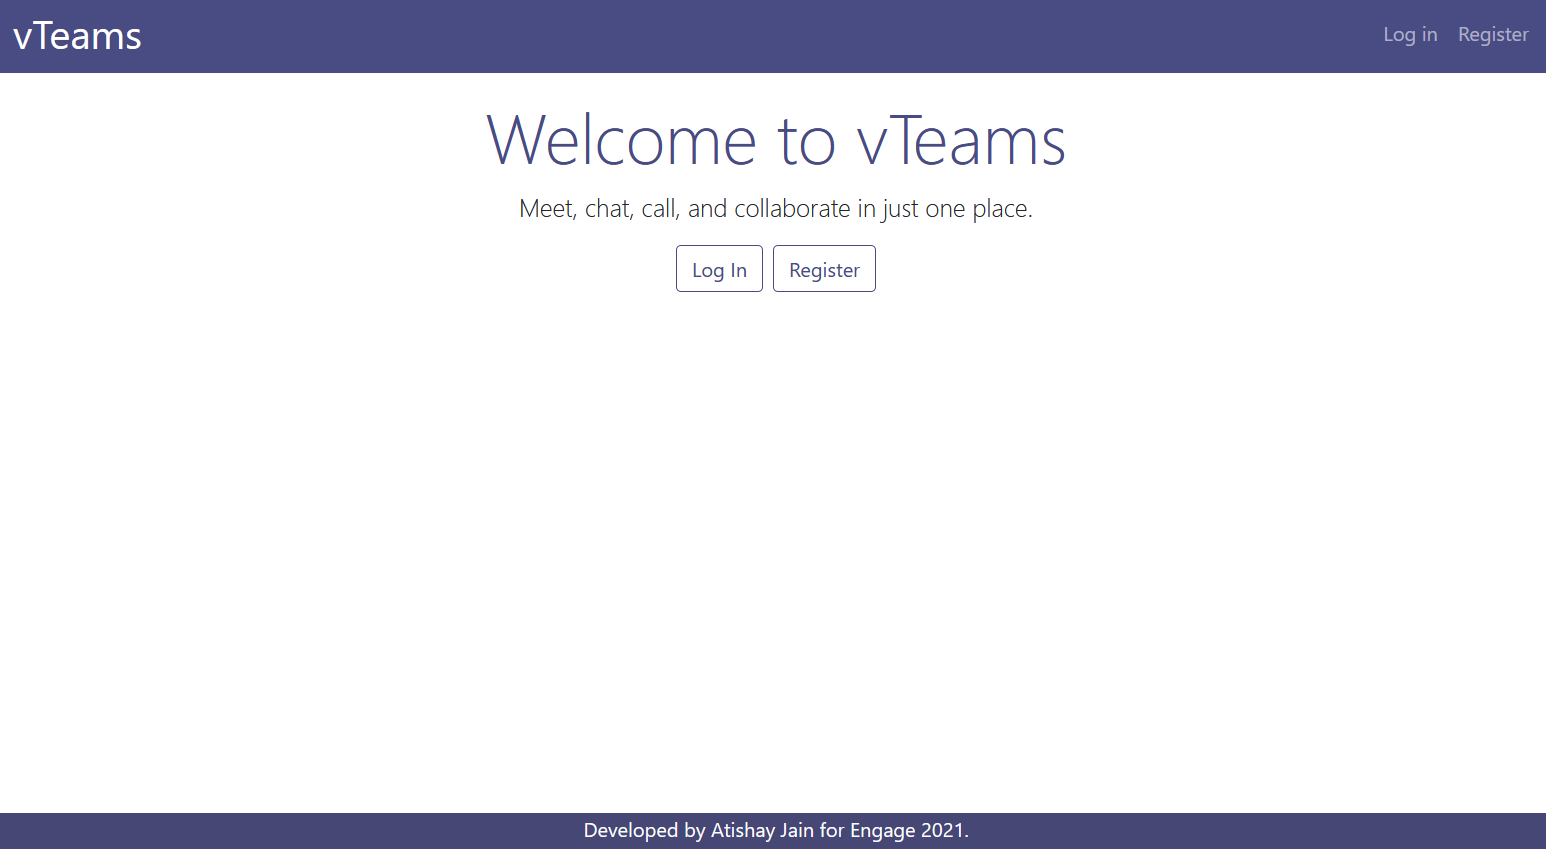 vTeams
Log in Register
Welcome to vTeams
Meet, chat, call, and collaborate in just one place.
Log In Register
Developed by Atishay Jain for Engage 2021.